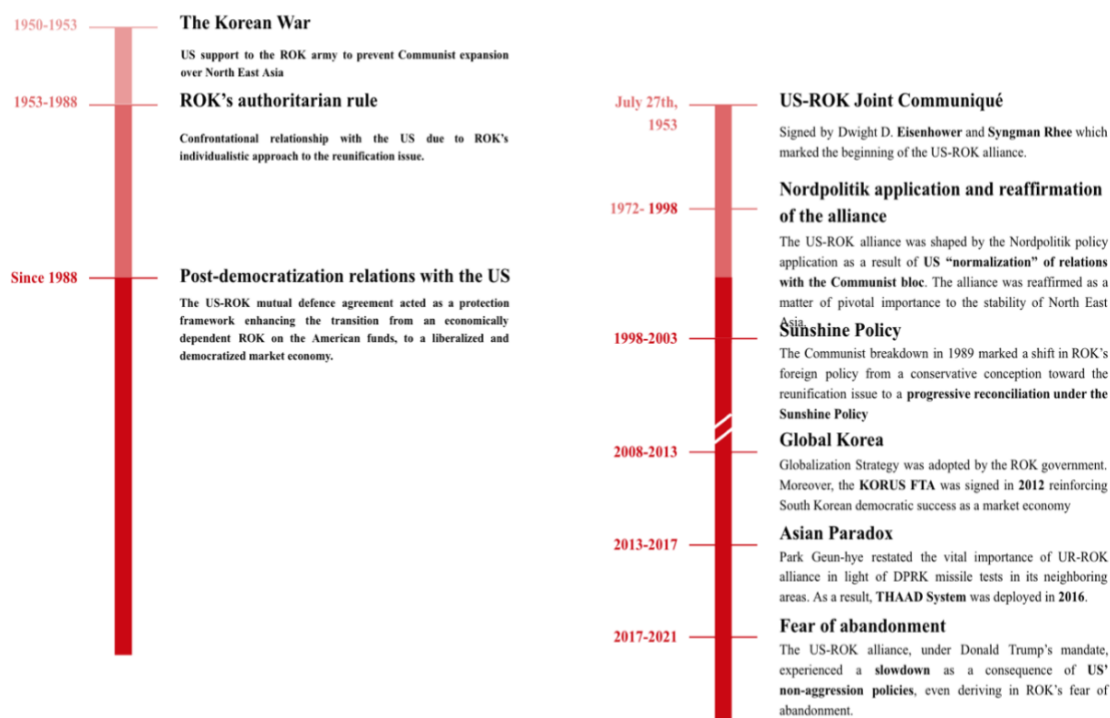 1950-1953
The Korean War
US support to the ROK army to prevent Communist expansion
over North East Asia
1953-1988
ROK's authoritarian rule
Confrontational relationship with the US due to ROK's
individualistic approach to the reunification issue.
Since 1988
Post-democratization relations with the US
The US-ROK mutual defence agreement acted as a protection
framework enhancing the transition from an economically
dependent ROK on the American funds, to a liberalized and
democratized market economy.
July 27th,
1953
US-ROK Joint Communiqué
Signed by Dwight D. Eisenhower and Syngman Rhee which
marked the beginning of the US-ROK alliance.
1972- 1998
Nordpolitik application and reaffirmation
of the alliance
The US-ROK alliance was shaped by the Nordpolitik policy
application as a result of US “normalization” of relations
with the Communist bloc. The alliance was reaffirmed as a
matter of pivotal importance to the stability of North East
Asia.
1998-2003
Sunshine Policy
The Communist breakdown in 1989 marked a shift in ROK's
foreign policy from a conservative conception toward the
reunification issue to a progressive reconciliation under the
Sunshine Policy
2008-2013
Global Korea
Globalization Strategy was adopted by the ROK government.
Moreover, the KORUS FTA was signed in 2012 reinforcing
South Korean democratic success as a market economy
2013-2017
Asian Paradox
Park Geun-hye restated the vital importance of UR-ROK
alliance in light of DPRK missile tests in its neighboring
areas. As a result, THAAD System was deployed in 2016.
2017-2021
Fear of abandonment
The US-ROK alliance, under Donald Trump's mandate,
experienced a slowdown as a consequence of US'
non-aggression policies, even deriving in ROK's fear of
abandonment.